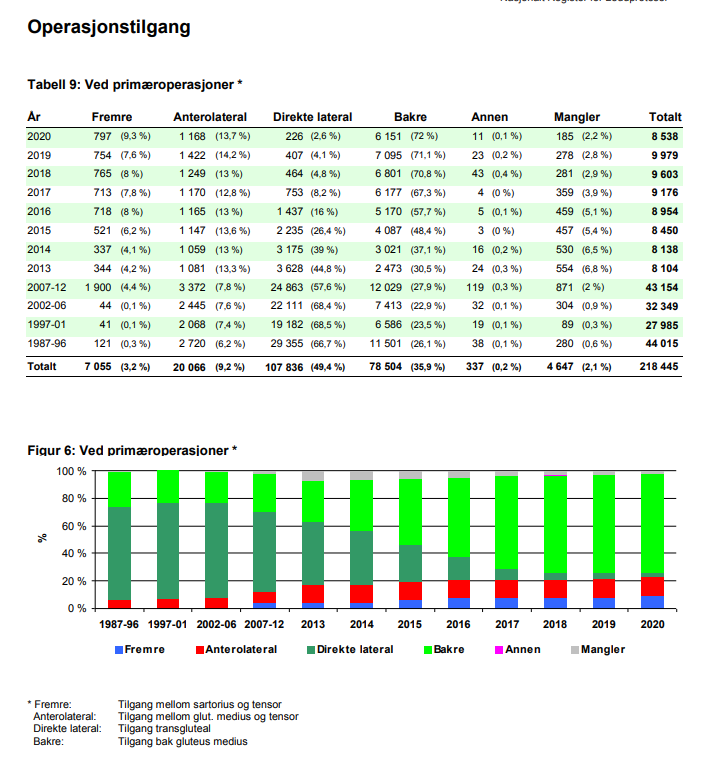 Operasjonstilgang
Tabell 9: Ved primæroperasjoner *
År Fremre Anterolateral Direkte lateral Bakre Annen Mangler Totalt
2020 797 (9,3 %) 1 168 (13,7 %) 226 (2,6 %) 6 151 (72 %) 11 (0,1 %) 185 (2,2 %) 8 538
2019 754 (7,6 %) 1 422 (14,2 %) 407 (4,1 %) 7 095 (71,1 %) 23 (0,2 %) 278 (2,8 %) 9 979
2018 765 (8 %) 1 249 (13 %) 464 (4,8 %) 6 801 (70,8 %) 43 (0,4 %) 281 (2,9 %) 9 603
2017 713 (7,8 %) 1 170 (12,8 %) 753 (8,2 %) 6 177 (67,3 %) 4 (0 %) 359 (3,9 %) 9 176
2016 718 (8 %) 1 165 (13 %) 1 437 (16 %) 5 170 (57,7 %) 5 (0,1 %) 459 (5,1 %) 8 954
2015 521 (6,2 %) 1 147 (13,6 %) 2 235 (26,4 %) 4 087 (48,4 %) 3 (0 %) 457 (5,4 %) 8 450
2014 337 (4,1 %) 1 059 (13 %) 3 175 (39 %) 3 021 (37,1 %) 16 (0,2 %) 530 (6,5 %) 8 138
2013 344 (4,2 %) 1 081 (13,3 %) 3 628 (44,8 %) 2 473 (30,5 %) 24 (0,3 %) 554 (6,8 %) 8 104
2007-12 1 900 (4,4 %) 3 372 (7,8 %) 24 863 (57,6 %) 12 029 (27,9 %) 119 (0,3 %) 871 (2 %) 43 154
2002-06 44 (0,1 %) 2 445 (7,6 %) 22 111 (68,4 %) 7 413 (22,9 %) 32 (0,1 %) 304 (0,9 %) 32 349
1997-01 41 (0,1 %) 2 068 (7,4 %) 19 182 (68,5 %) 6 586 (23,5 %) 19 (0,1 %) 89 (0,3 %) 27 985
1987-96 121 (0,3 %) 2 720 (6,2 %) 29 355 (66,7 %) 11 501 (26,1 %) 38 (0,1 %) 280 (0,6 %) 44 015
Totalt 7 055 (3,2 %) 20 066 (9,2 %) 107 836 (49,4 %) 78 504 (35,9 %) 337 (0,2 %) 4 647 (2,1 %) 218 445
Figur 6: Ved primæroperasjoner *
100 %
80 %
60 %
%
40 %
20 %
0 %
1987-96 1997-01 2002-06 2007-12 2013 2014 2015 2016 2017 2018 2019 2020
Fremre Anterolateral Direkte lateral Bakre Annen Mangler
* Fremre: Tilgang mellom sartorius og tensor
Anterolateral: Tilgang mellom glut. medius og tensor
Direkte lateral: Tilgang transgluteal
Bakre: Tilgang bak gluteus medius